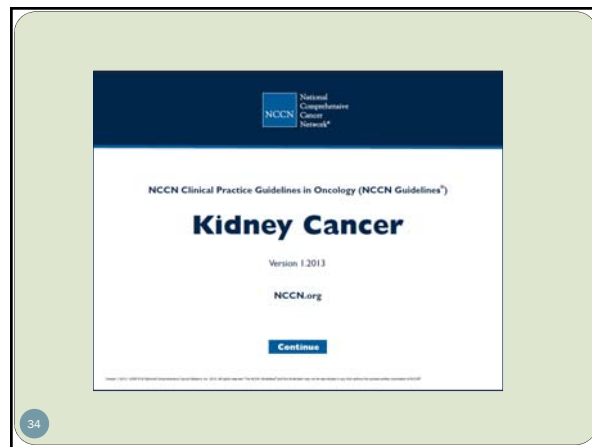 NCCN
National
Comprehensive
Cancer
Network®
NCCN Clinical Practice Guidelines in Oncology (NCCN Guidelines®)
Kidney Cancer
Version 1.2013
NCCN.org
Continue
34